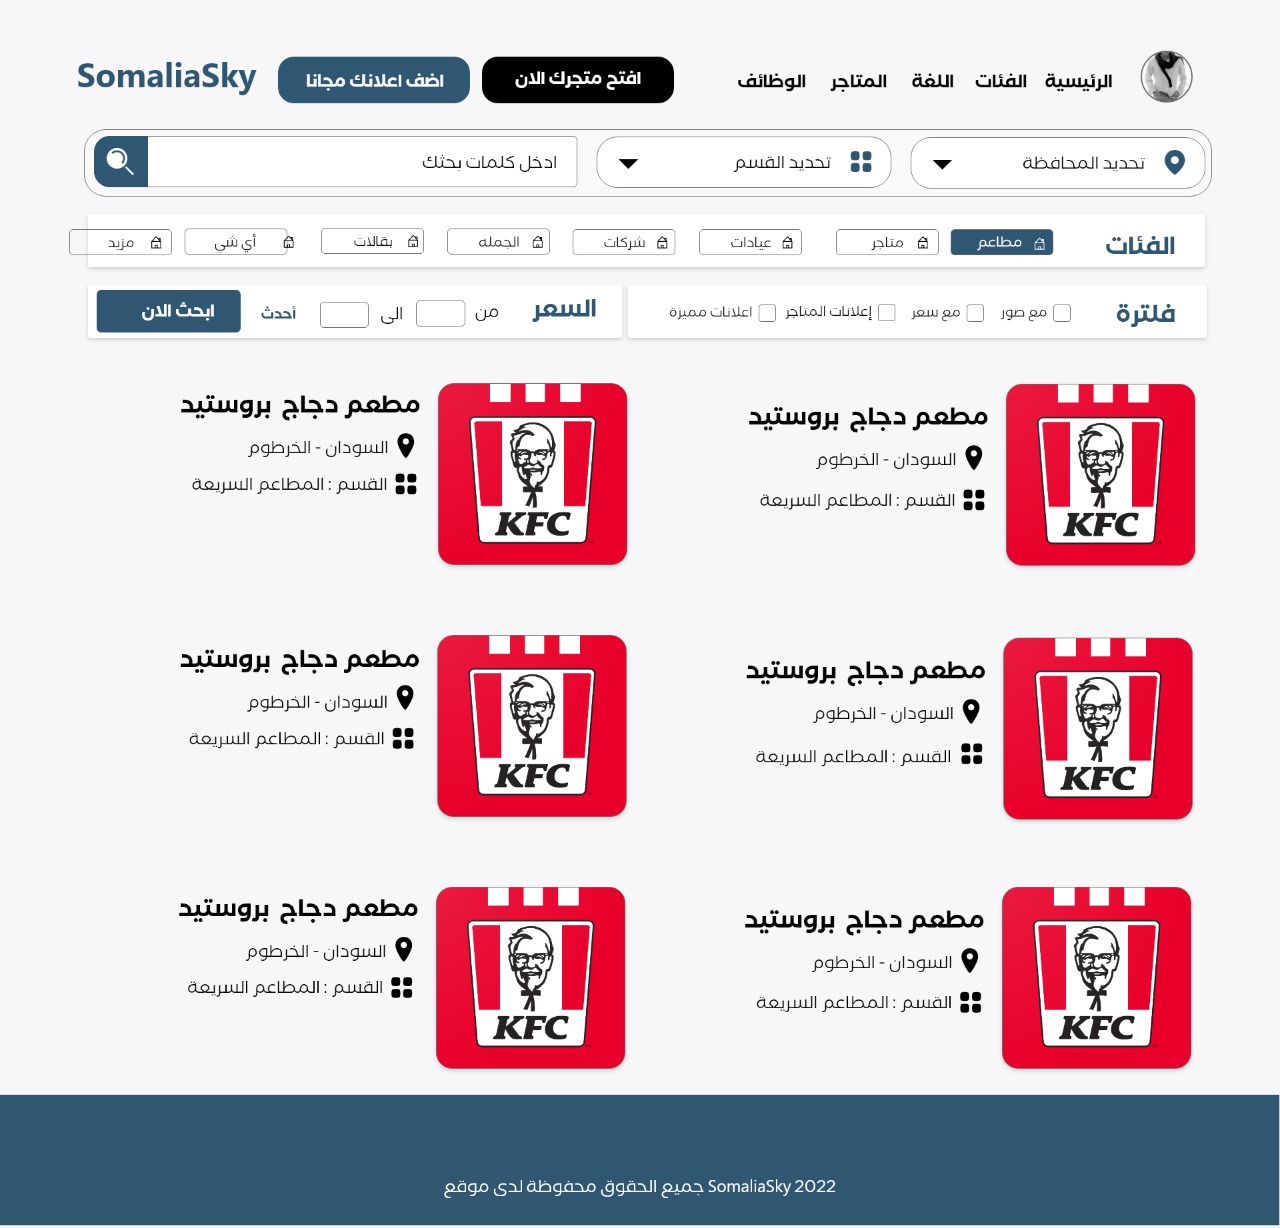 الرئيسية الفئات اللغة المتاجر الوظائف
افتح متجرك الان
اضف اعلانك مجانا
SomaliaSky
تحديد المحافظة
تحديد القسم
ادخل كلمات بحثك
الفئات
مطاعم
متاجر
عيادات
شركات
الجمله
بقالات
أي شي
مزيد
فلترة
مع صور
مع سعر
إعلانات المتاجر
اعلانات مميزة
السعر
من
الى
أحدث
ابحث الان
KFC
مطعم دجاج بروستيد
السودان - الخرطوم
القسم : المطاعم السريعة
KFC
مطعم دجاج بروستيد
السودان - الخرطوم
القسم : المطاعم السريعة
KFC
مطعم دجاج بروستيد
السودان - الخرطوم
القسم : المطاعم السريعة
KFC
مطعم دجاج بروستيد
السودان - الخرطوم
القسم : المطاعم السريعة
KFC
مطعم دجاج بروستيد
السودان - الخرطوم
القسم : المطاعم السريعة
KFC
مطعم دجاج بروستيد
السودان - الخرطوم
القسم : المطاعم السريعة
جميع الحقوق محفوظة لدى موقع SomaliaSky 2022